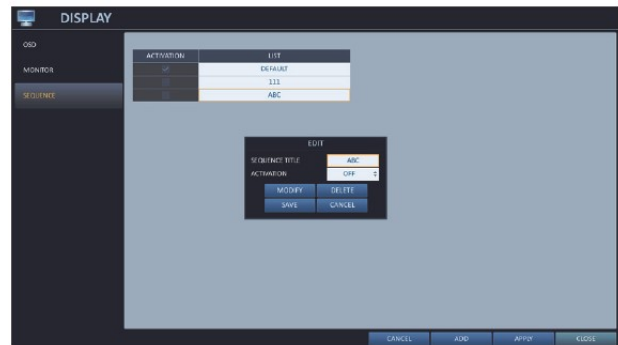 DISPLAY
OSD
MONITOR
SEQUENCE
ACTIVATION LIST
DEFAULT
111
ABC
EDIT
SEQUENCE TITLE ABC
ACTIVATION OFF
MODIFY DELETE
SAVE CANCEL
CANCEL ADD APPLY CLOSE